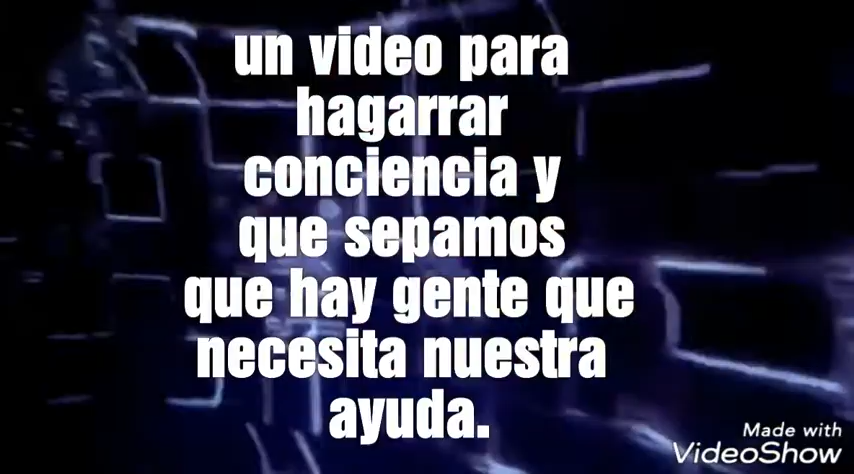 un video para
hagarrar
conciencia y
que sepamos
que hay gente que
necesita nuestra
ayuda.
Made with
VideoShow